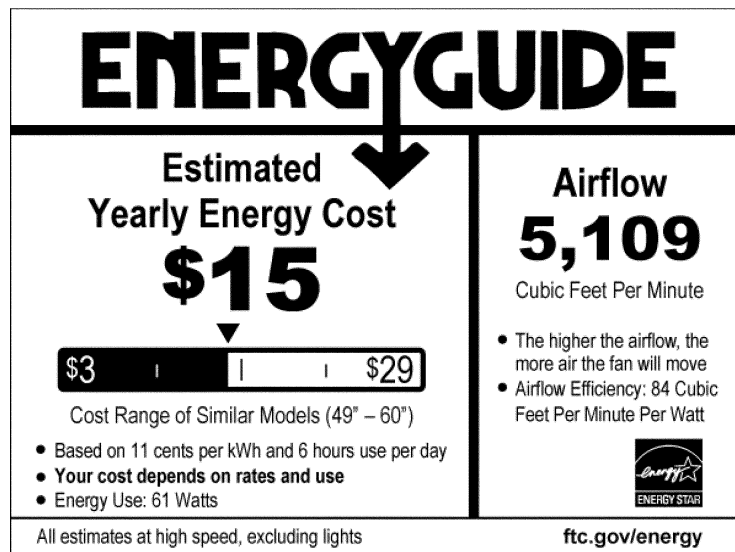 ENERGYGUIDE
Estimated
Yearly Energy Cost
$15
$3
$29
Cost Range of Similar Models (49” – 60”)
• Based on 11 cents per kWh and 6 hours use per day
• Your cost depends on rates and use
• Energy Use: 61 Watts
Airflow
5,109
Cubic Feet Per Minute
• The higher the airflow, the
more air the fan will move
• Airflow Efficiency: 84 Cubic
Feet Per Minute Per Watt
energy
ENERGY STAR
All estimates at high speed, excluding lights
ftc.gov/energy